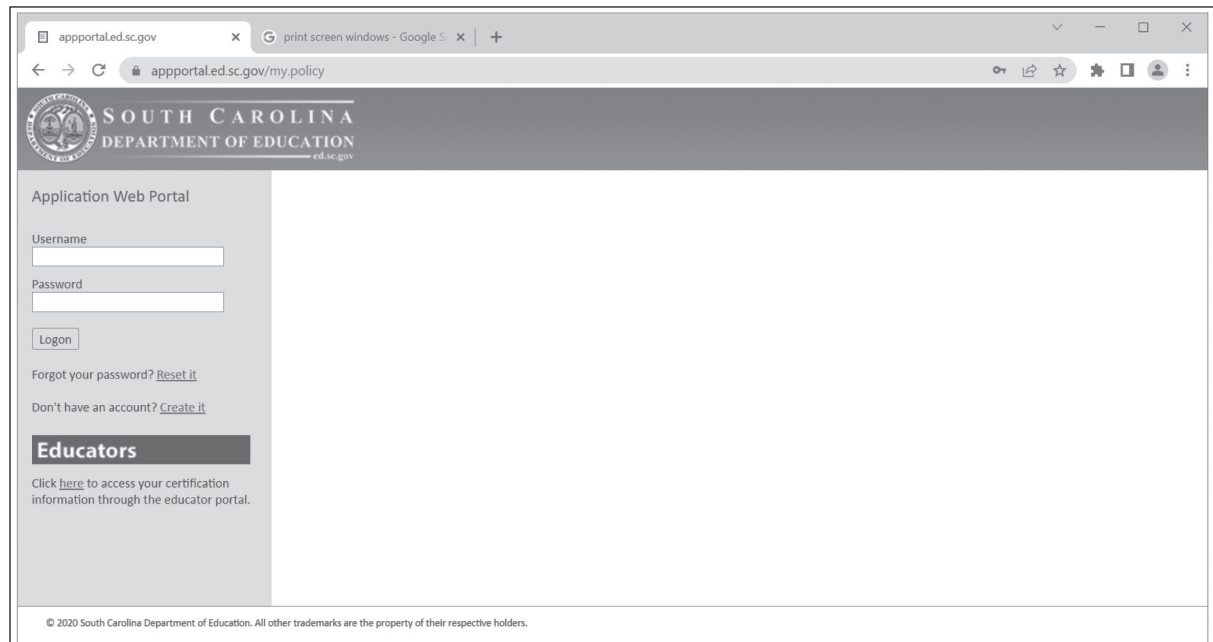 appportal.ed.sc.gov
G print screen windows - Google S
appportal.ed.sc.gov/my.policy
SOUTH CAROLINA
DEPARTMENT OF EDUCATION
ed.sc.gov
Application Web Portal
Username
Password
Logon
Forgot your password? Reset it
Don't have an account? Create it
Educators
Click here to access your certification
information through the educator portal.
© 2020 South Carolina Department of Education. All other trademarks are the property of their respective holders.